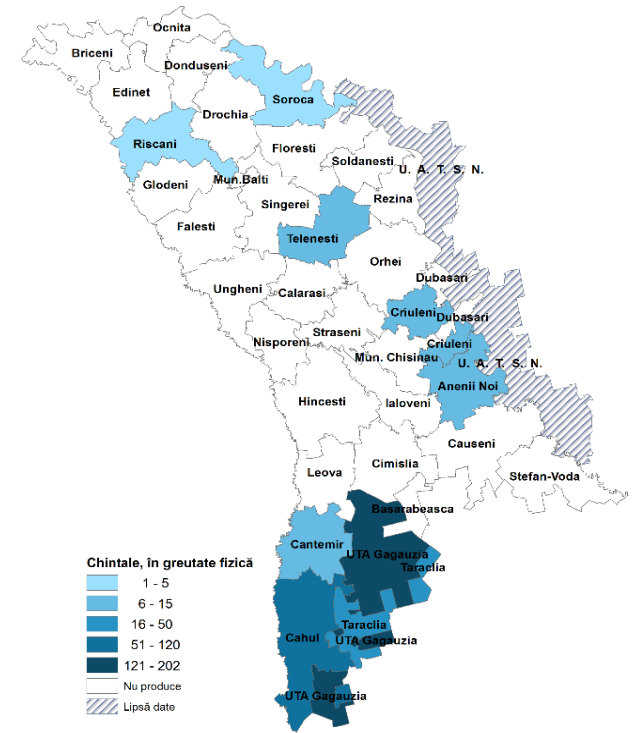 Ocnita
Briceni
Donduseni
Edinet
Soroca
Drochia
Riscani
Floresti
Soldanesti
U. A. T. S. N.
Mun.Balti
Glodeni
Singerei
Rezina
Falesti
Telenesti
Orhei
Dubasari
Ungheni
Calarasi
Criuleni
Dubasari
Straseni
Nisporeni
Criuleni
Mun. Chisinau
U. A. T. S. N.
Anenii Noi
Hincesti
Ialoveni
Causeni
Cimislia
Leova
Stefan-Voda
Basarabeasca
Cantemir
UTA Gagauzia
Taraclia
Taraclia
Cahul
UTA Gagauzia
UTA Gagauzia
Chintale, în greutate fizică
1 - 5
6 - 15
16 - 50
51 - 120
121 - 202
Nu produce
Lipsă date